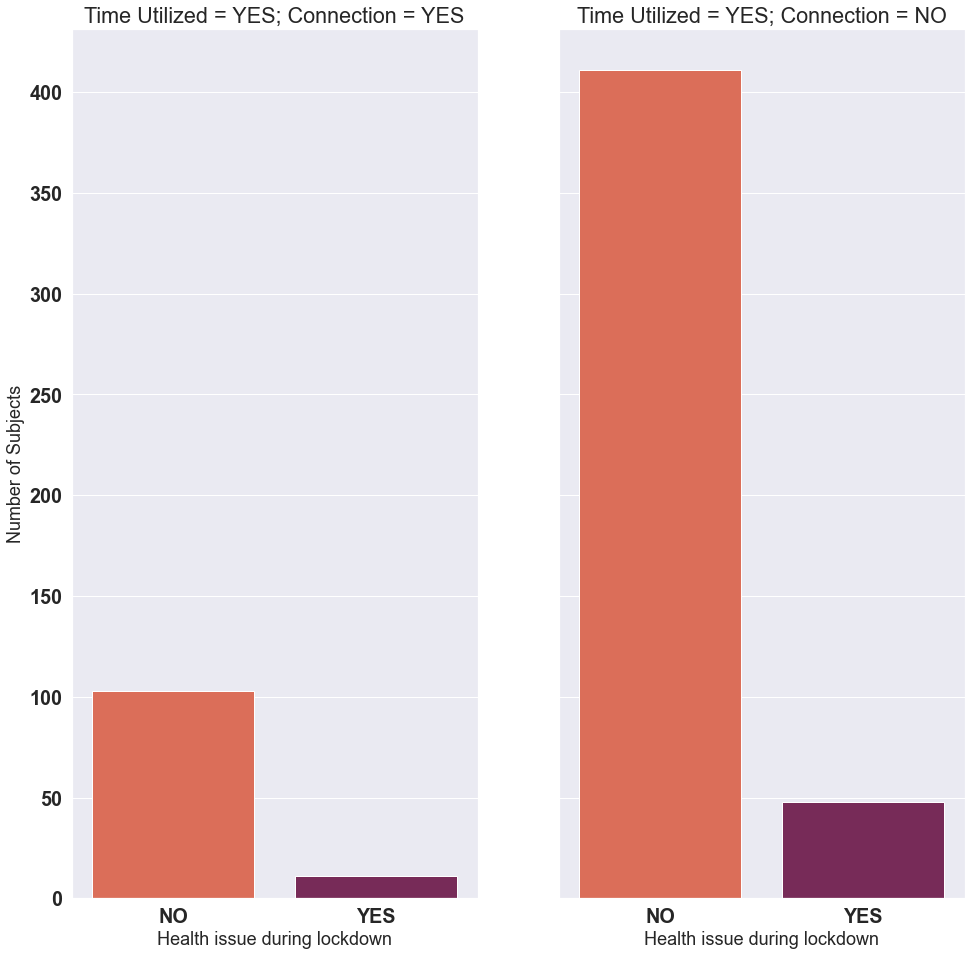 Time Utilized = YES; Connection = YES
Time Utilized = YES; Connection = NO
Number of Subjects
400
350
300
250
200
150
100
50
0
NO YES
Health issue during lockdown
NO YES
Health issue during lockdown